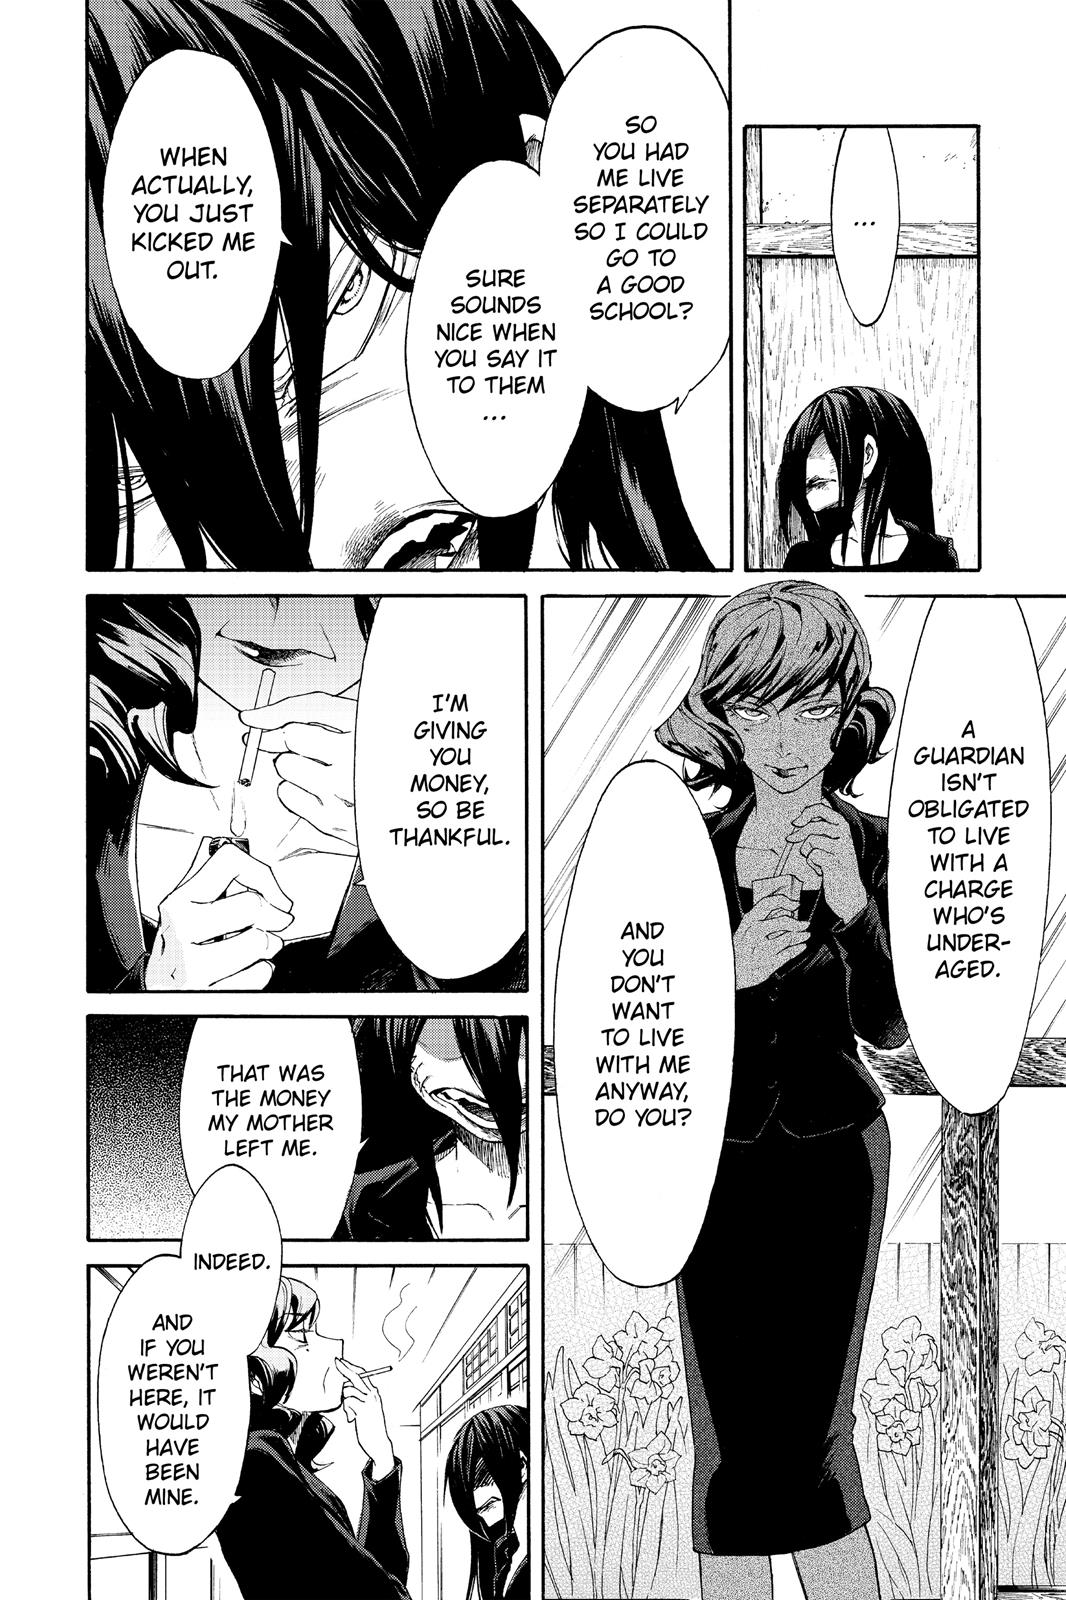 ...
SO
YOU HAD
ME LIVE
SEPARATELY
SO I COULD
GO TO
A GOOD
SCHOOL?
SURE
SOUNDS
NICE WHEN
YOU SAY IT
TO THEM
...
WHEN
ACTUALLY,
YOU JUST
KICKED ME
OUT.
A
GUARDIAN
ISN'T
OBLIGATED
TO LIVE
WITH A
CHARGE
WHO'S
UNDER-
AGED.
AND
YOU
DON'T
WANT
TO LIVE
WITH ME
ANYWAY,
DO YOU?
I'M
GIVING
YOU
MONEY,
SO BE
THANKFUL.
THAT WAS
THE MONEY
MY MOTHER
LEFT ME.
INDEED.
AND
IF YOU
WEREN'T
HERE, IT
WOULD
HAVE
BEEN
MINE.